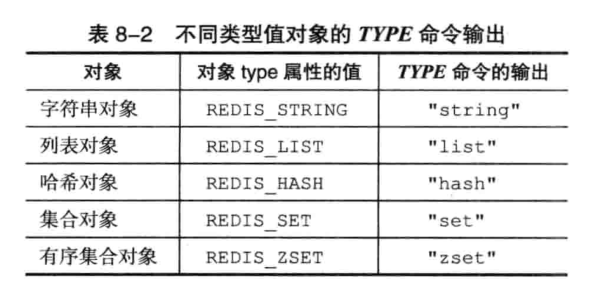 表 8-2 不同类型值对象的 TYPE 命令输出
对象 对象 type 属性的值 TYPE 命令的输出
字符串对象 REDIS_STRING "string"
列表对象 REDIS_LIST "list"
哈希对象 REDIS_HASH "hash"
集合对象 REDIS_SET "set"
有序集合对象 REDIS_ZSET "zset"